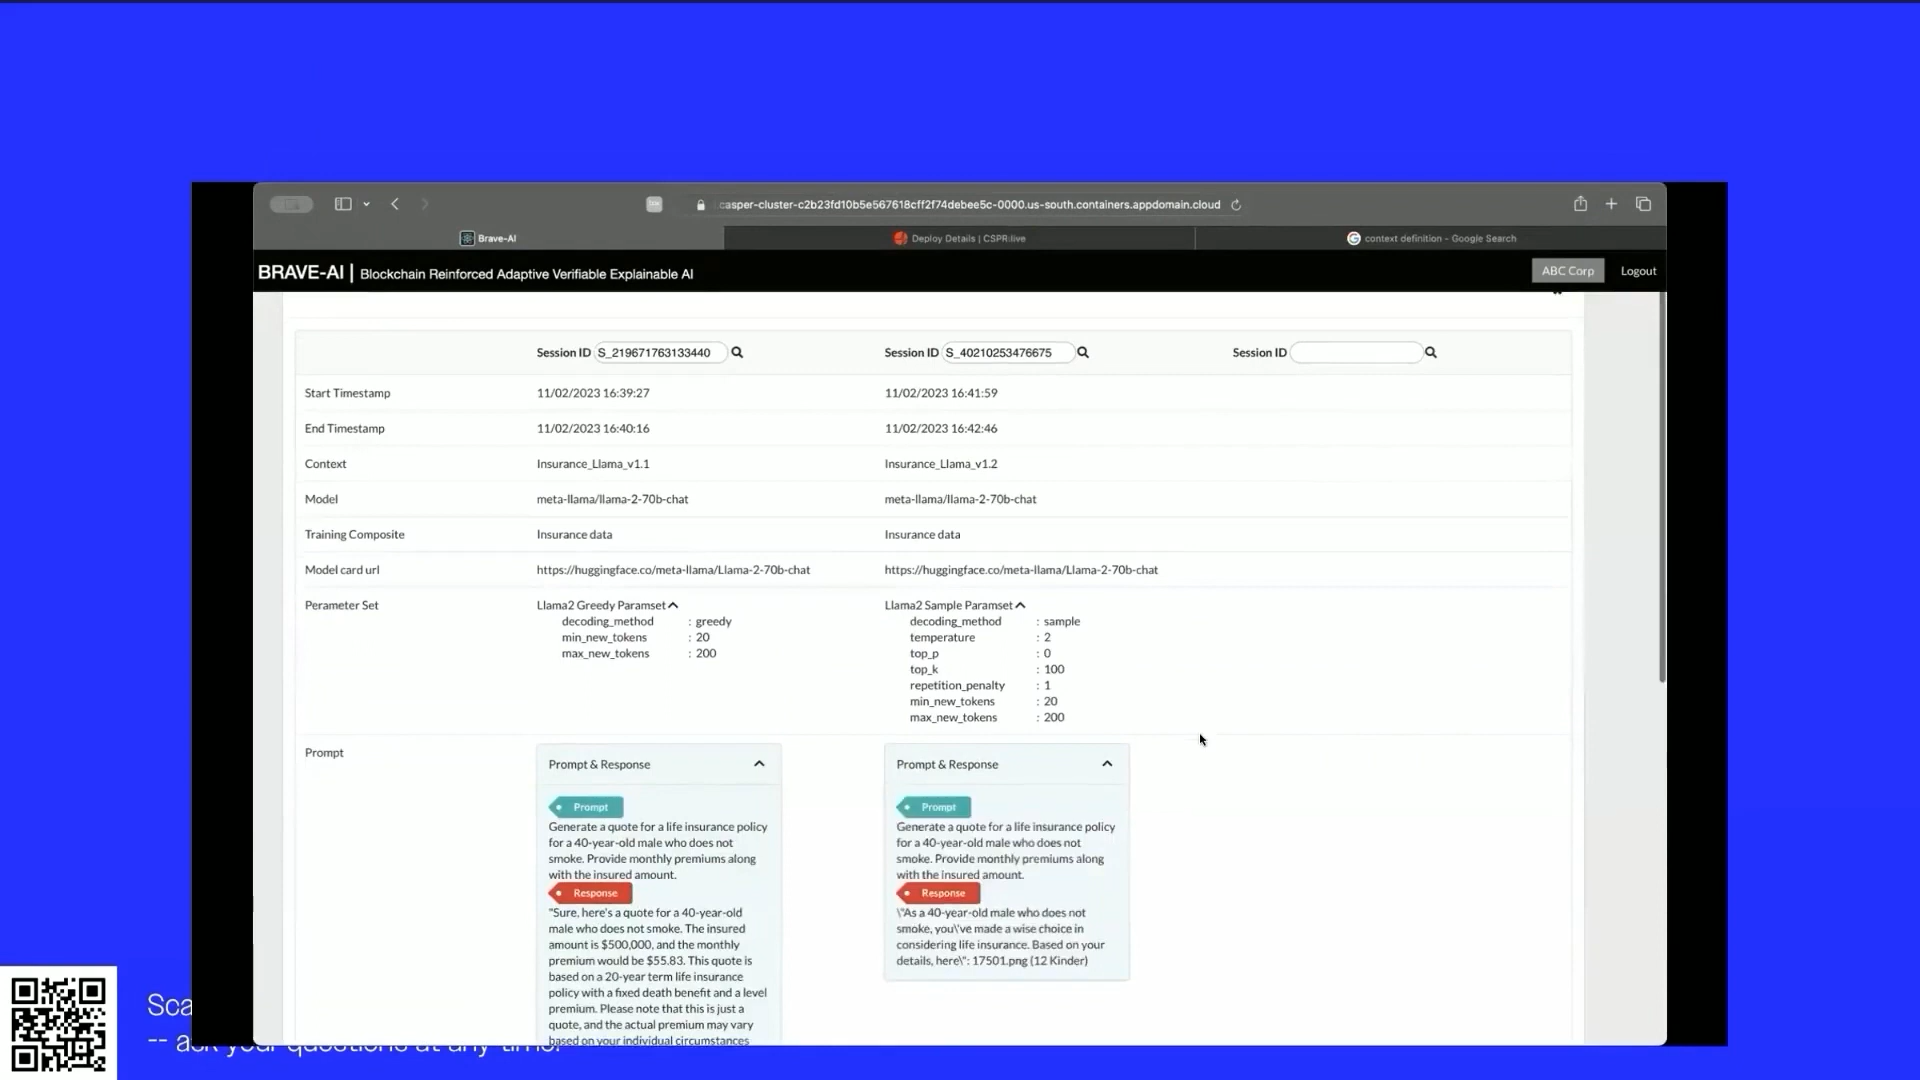 casper-cluster-c2b23fd10b5e567618cff2f74debee5c-0000.us-south.containers.appdomain.cloud
Brave-AI
Deploy Details | CSPR.live
context definition - Google Search
BRAVE-AI | Blockchain Reinforced Adaptive Verifiable Explainable AI
ABC Corp
Logout
Session ID S_219671763133440
Session ID S_40210253476675
Session ID
Start Timestamp 11/02/2023 16:39:27 11/02/2023 16:41:59
End Timestamp 11/02/2023 16:40:16 11/02/2023 16:42:46
Context Insurance_Llama_v1.1 Insurance_Llama_v1.2
Model meta-llama/llama-2-70b-chat meta-llama/llama-2-70b-chat
Training Composite Insurance data Insurance data
Model card url https://huggingface.co/meta-llama/Llama-2-70b-chat https://huggingface.co/meta-llama/Llama-2-70b-chat
Perameter Set Llama2 Greedy Paramset Llama2 Sample Paramset
decoding_method : greedy
min_new_tokens : 20
max_new_tokens : 200
decoding_method : sample
temperature : 2
top_p : 0
top_k : 100
repetition_penalty : 1
min_new_tokens : 20
max_new_tokens : 200
Prompt
Prompt & Response
Prompt
Generate a quote for a life insurance policy
for a 40-year-old male who does not
smoke. Provide monthly premiums along
with the insured amount.
Response
"Sure, here's a quote for a 40-year-old
male who does not smoke. The insured
amount is $500,000, and the monthly
premium would be $55.83. This quote is
based on a 20-year term life insurance
policy with a fixed death benefit and a level
premium. Please note that this is just a
quote, and the actual premium may vary
based on your individual circumstances
Prompt & Response
Prompt
Generate a quote for a life insurance policy
for a 40-year-old male who does not
smoke. Provide monthly premiums along
with the insured amount.
Response
\"As a 40-year-old male who does not
smoke, you\'ve made a wise choice in
considering life insurance. Based on your
details, here\": 17501.png (12 Kinder)
Sca
-- ask your questions at any time.